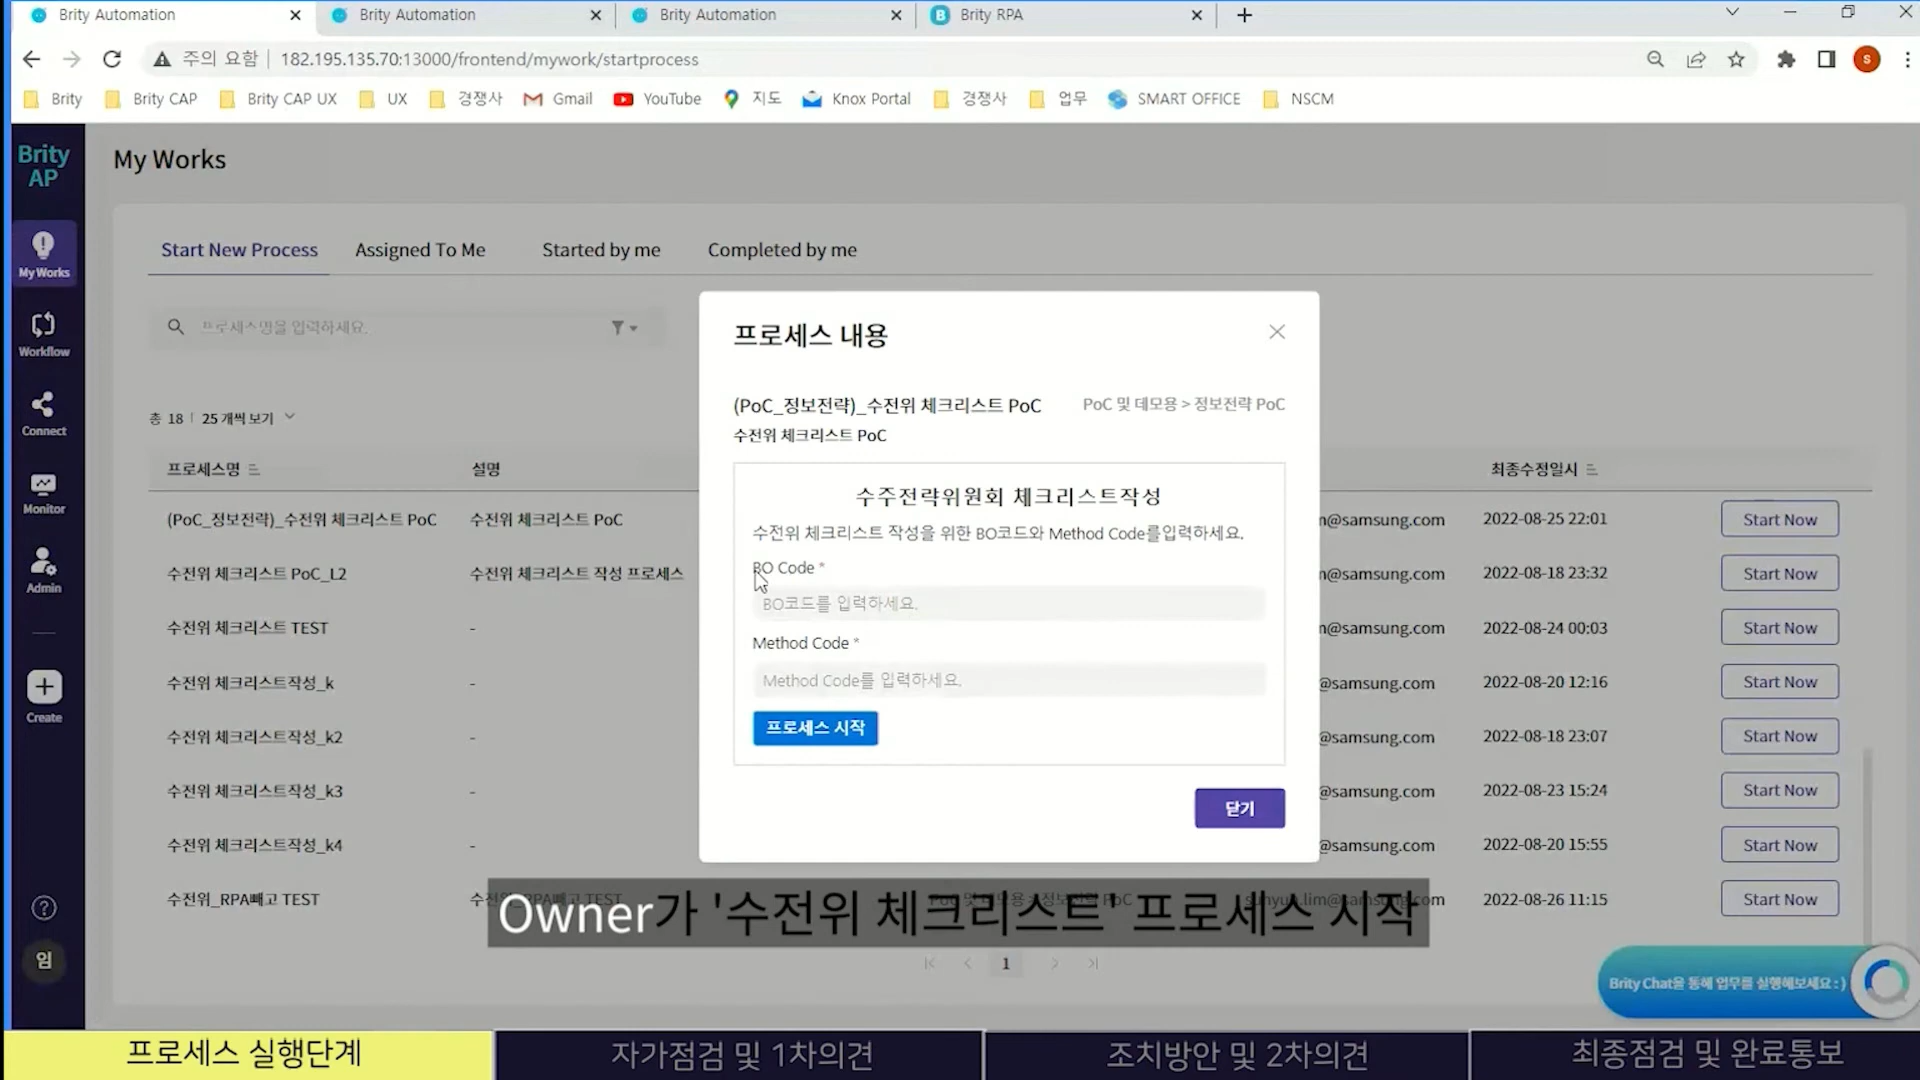 Brity Automation
Brity Automation
Brity Automation
Brity RPA
주의 요함
182.195.135.70:13000/frontend/mywork/startprocess
S
Brity
Brity CAP
Brity CAP UX
UX
경쟁사
Gmail
YouTube
지도
Knox Portal
경쟁사
업무
SMART OFFICE
NSCM
Brity AP
My Works
Workflow
Connect
Monitor
Admin
Create
임
My Works
Start New Process
Assigned To Me
Started by me
Completed by me
프로세스명을 입력하세요.
총 18
25 개씩 보기
프로세스명
설명
최종수정일시
(PoC_정보전략)_수전위 체크리스트 PoC
수전위 체크리스트 PoC
n@samsung.com
2022-08-25 22:01
Start Now
수전위 체크리스트 PoC_L2
수전위 체크리스트 작성 프로세스
n@samsung.com
2022-08-18 23:32
Start Now
수전위 체크리스트 TEST
-
n@samsung.com
2022-08-24 00:03
Start Now
수전위 체크리스트작성_k
-
@samsung.com
2022-08-20 12:16
Start Now
수전위 체크리스트작성_k2
-
@samsung.com
2022-08-18 23:07
Start Now
수전위 체크리스트작성_k3
-
@samsung.com
2022-08-23 15:24
Start Now
수전위 체크리스트작성_k4
-
@samsung.com
2022-08-20 15:55
Start Now
수전위_RPA빼고 TEST
2022-08-26 11:15
Start Now
1
프로세스 내용
(PoC_정보전략)_수전위 체크리스트 PoC
PoC 및 데모용 > 정보전략 PoC
수전위 체크리스트 PoC
수주전략위원회 체크리스트작성
수전위 체크리스트 작성을 위한 BO코드와 Method Code를입력하세요.
BO Code *
BO코드를 입력하세요.
Method Code *
Method Code를 입력하세요.
프로세스 시작
닫기
Owner가 '수전위 체크리스트' 프로세스 시작
Brity Chat을 통해 업무를 실행해보세요 : )
프로세스 실행단계
자가점검 및 1차의견
조치방안 및 2차의견
최종점검 및 완료통보